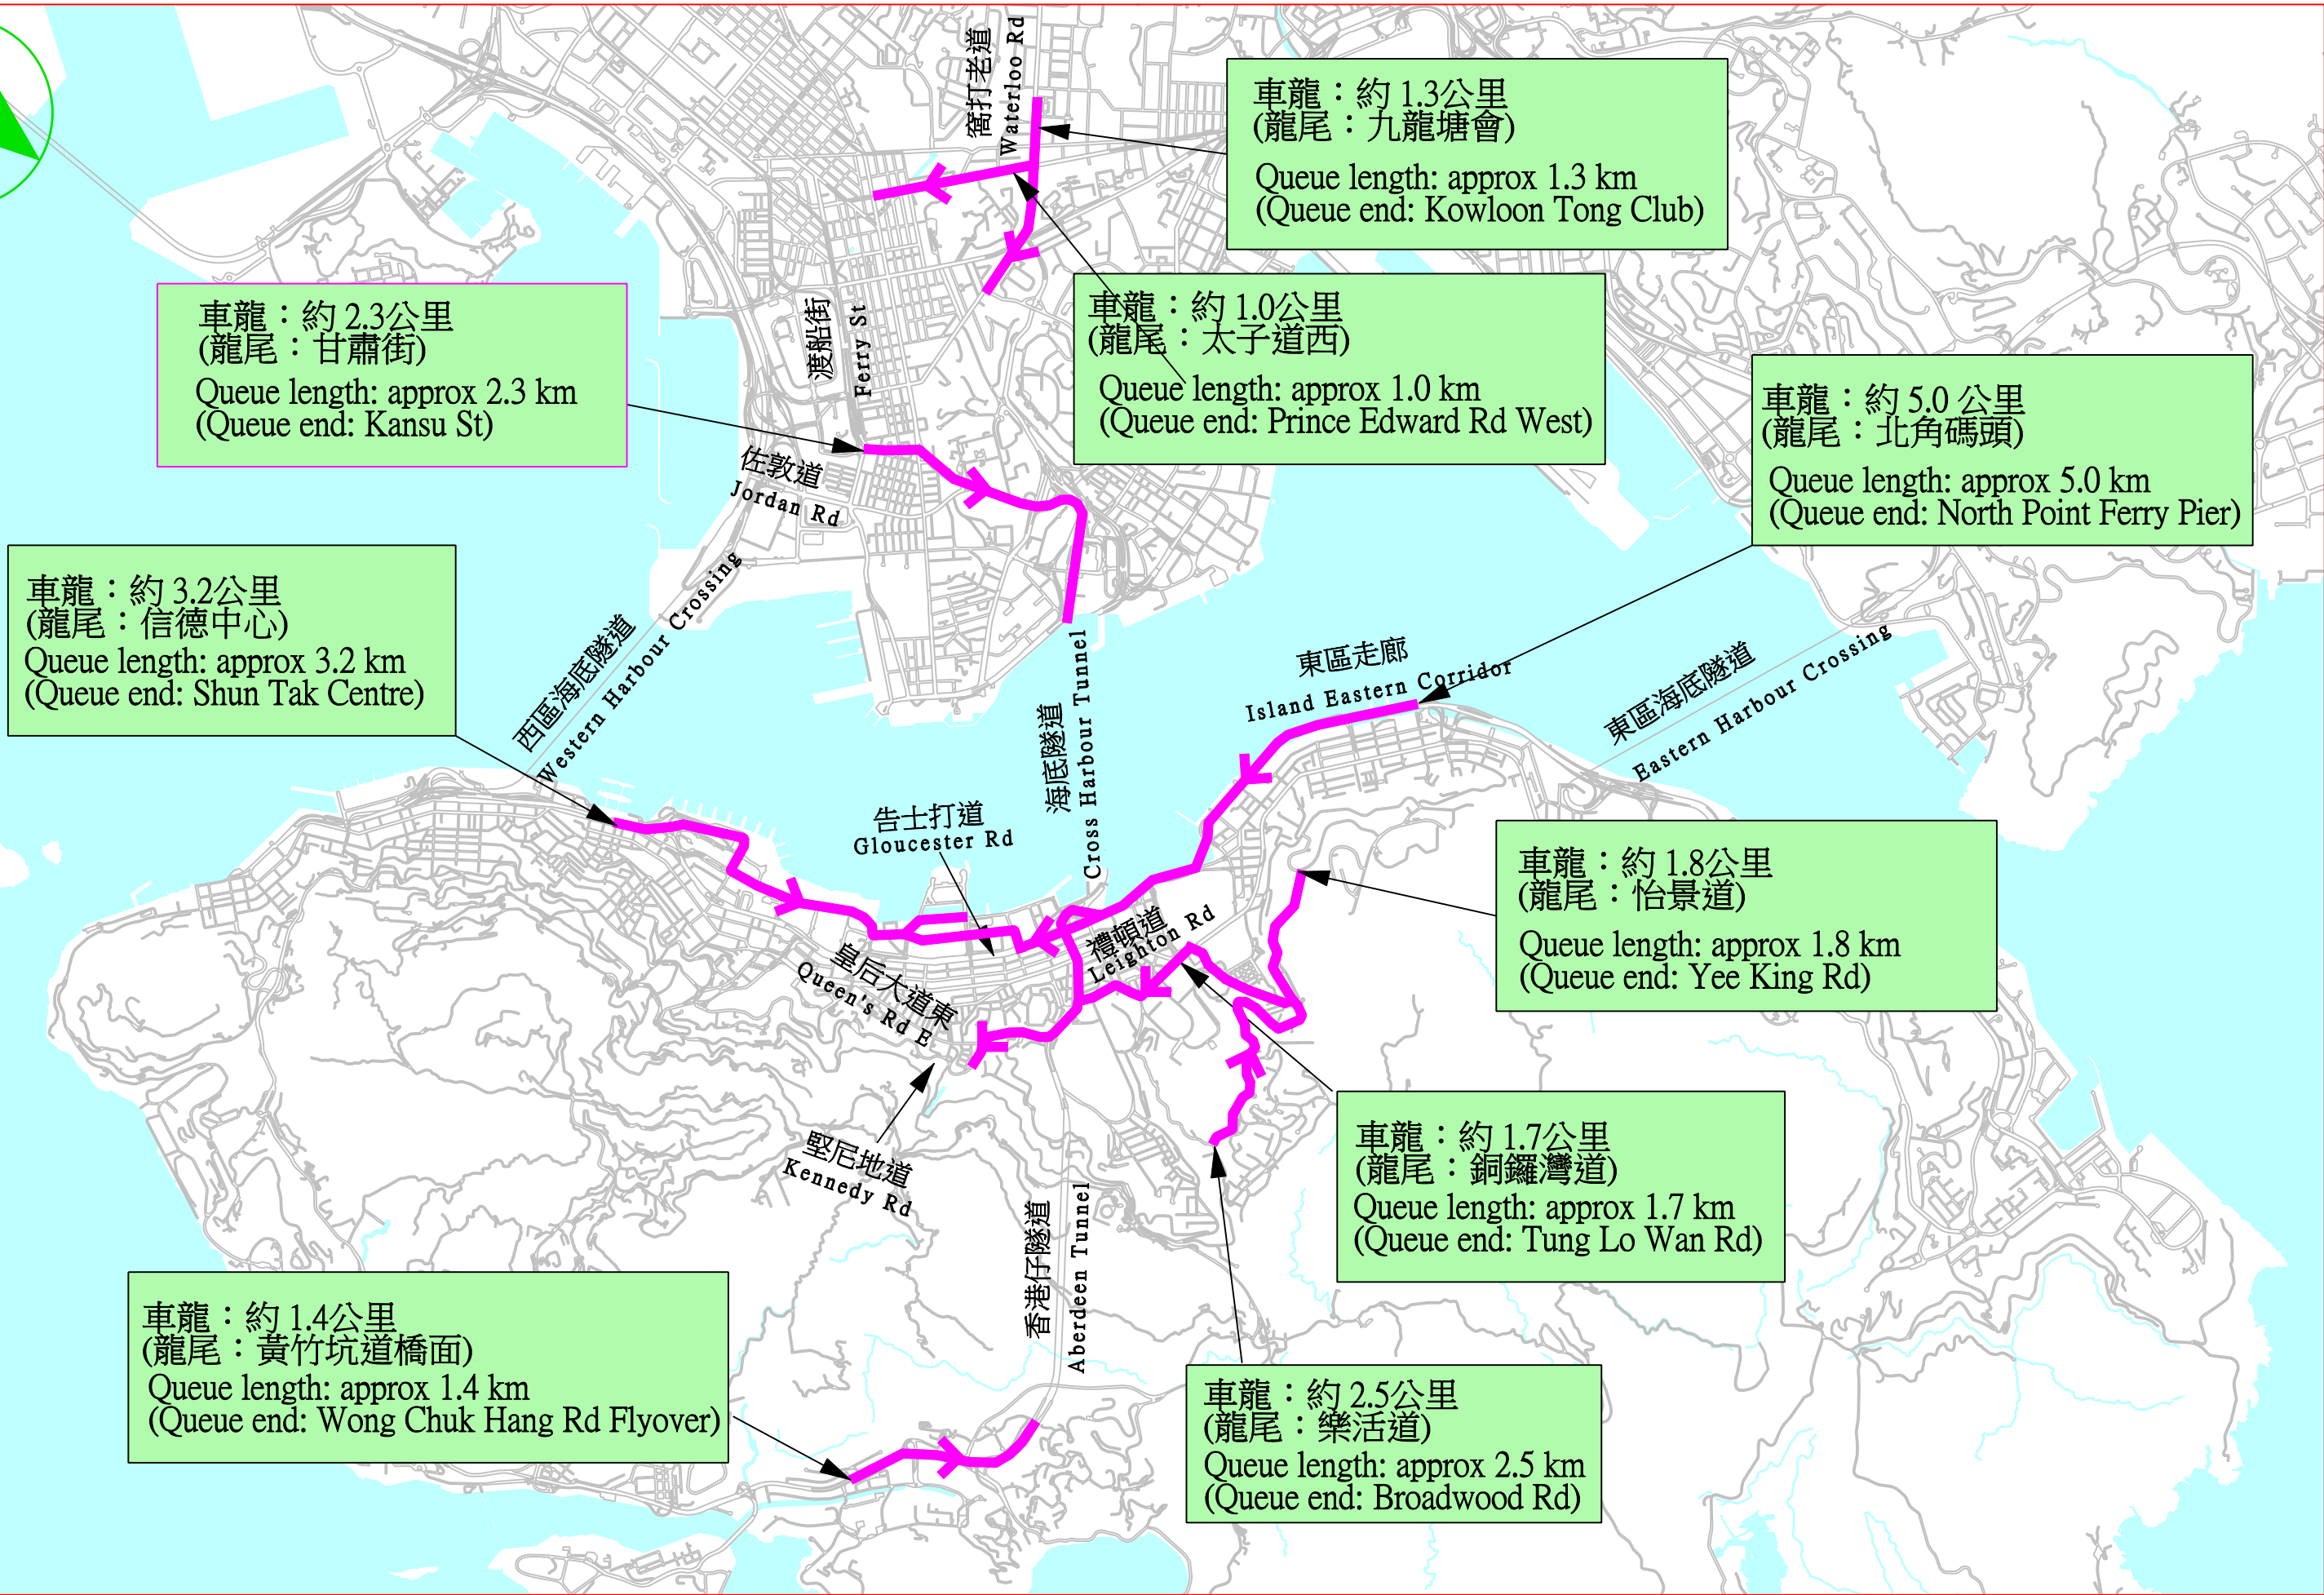 窩打老道
Waterloo Rd
車龍：約 1.3公里
(龍尾：九龍塘會)
Queue length: approx 1.3 km
(Queue end: Kowloon Tong Club)
車龍：約 2.3公里
(龍尾：甘肅街)
Queue length: approx 2.3 km
(Queue end: Kansu St)
渡船街
Ferry St
車龍：約 1.0公里
(龍尾：太子道西)
Queue length: approx 1.0 km
(Queue end: Prince Edward Rd West)
車龍：約 5.0 公里
(龍尾：北角碼頭)
Queue length: approx 5.0 km
(Queue end: North Point Ferry Pier)
佐敦道
Jordan Rd
車龍：約 3.2公里
(龍尾：信德中心)
Queue length: approx 3.2 km
(Queue end: Shun Tak Centre)
西區海底隧道
Western Harbour Crossing
海底隧道
Cross Harbour Tunnel
東區走廊
Island Eastern Corridor
東區海底隧道
Eastern Harbour Crossing
告士打道
Gloucester Rd
車龍：約 1.8公里
(龍尾：怡景道)
Queue length: approx 1.8 km
(Queue end: Yee King Rd)
禮頓道
Leighton Rd
皇后大道東
Queen's Rd E
堅尼地道
Kennedy Rd
車龍：約 1.7公里
(龍尾：銅鑼灣道)
Queue length: approx 1.7 km
(Queue end: Tung Lo Wan Rd)
香港仔隧道
Aberdeen Tunnel
車龍：約 1.4公里
(龍尾：黃竹坑道橋面)
Queue length: approx 1.4 km
(Queue end: Wong Chuk Hang Rd Flyover)
車龍：約 2.5公里
(龍尾：樂活道)
Queue length: approx 2.5 km
(Queue end: Broadwood Rd)